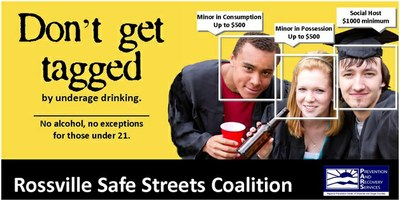 Don't get
tagged
by underage drinking.
No alcohol, no exceptions
for those under 21.
Minor in Consumption
Up to $500
Minor in Possession
Up to $500
Social Host
$1000 minimum
Rossville Safe Streets Coalition
PREVENTION
AND
RECOVERY
SERVICES